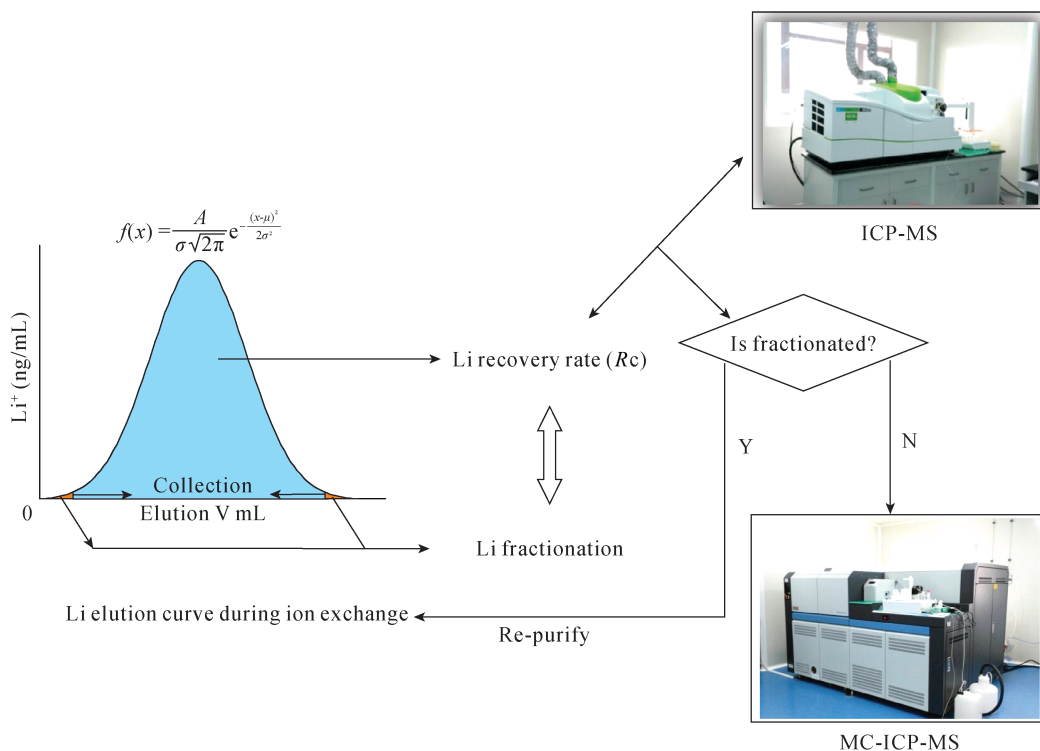 ICP-MS
f(x) = A/(σ√(2π)) e^(-(x-μ)²/(2σ²))
Li⁺ (ng/mL)
Li recovery rate (Rc)
Is fractionated?
Y
N
Collection
0
Elution V mL
Li fractionation
Li elution curve during ion exchange
Re-purify
MC-ICP-MS